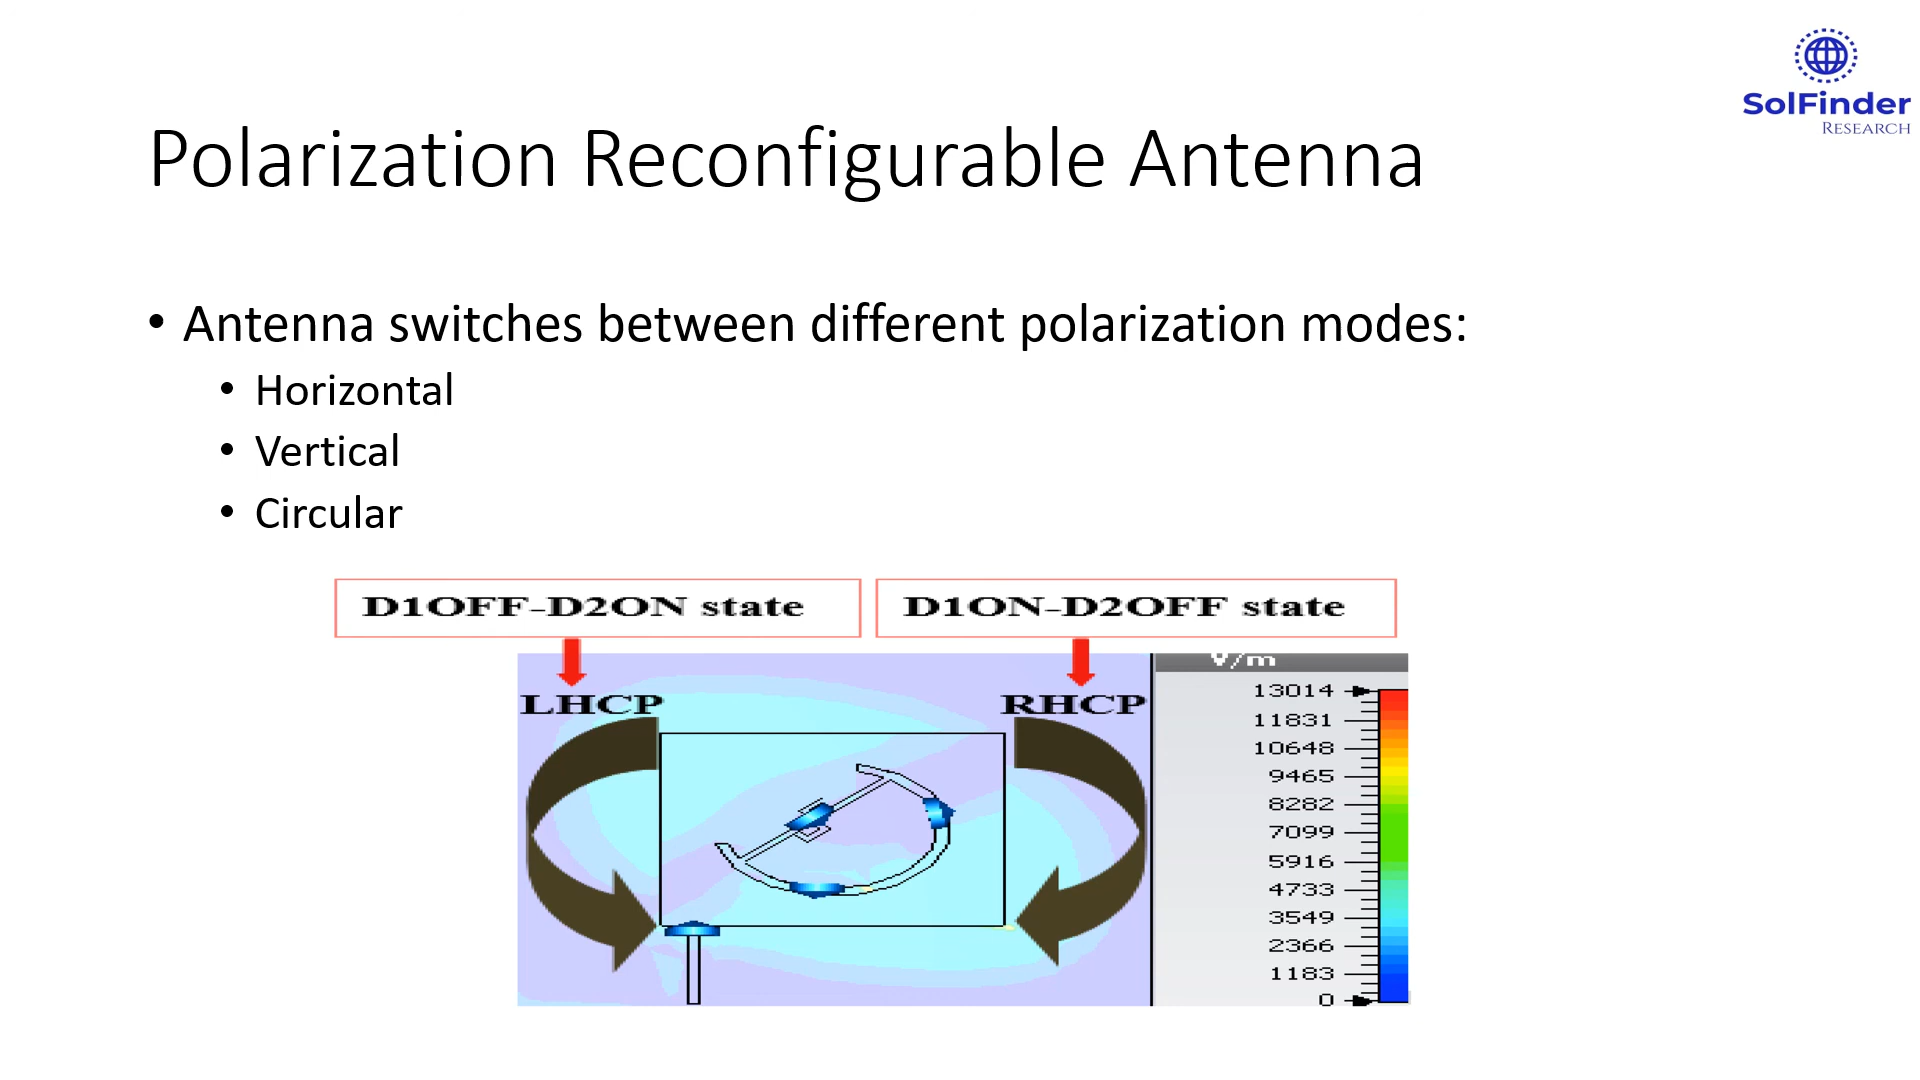 SolFinder
RESEARCH
Polarization Reconfigurable Antenna
• Antenna switches between different polarization modes:
• Horizontal
• Vertical
• Circular
D1OFF-D2ON state
D1ON-D2OFF state
LHCP
RHCP
V/m
13014
11831
10648
9465
8282
7099
5916
4733
3549
2366
1183
0